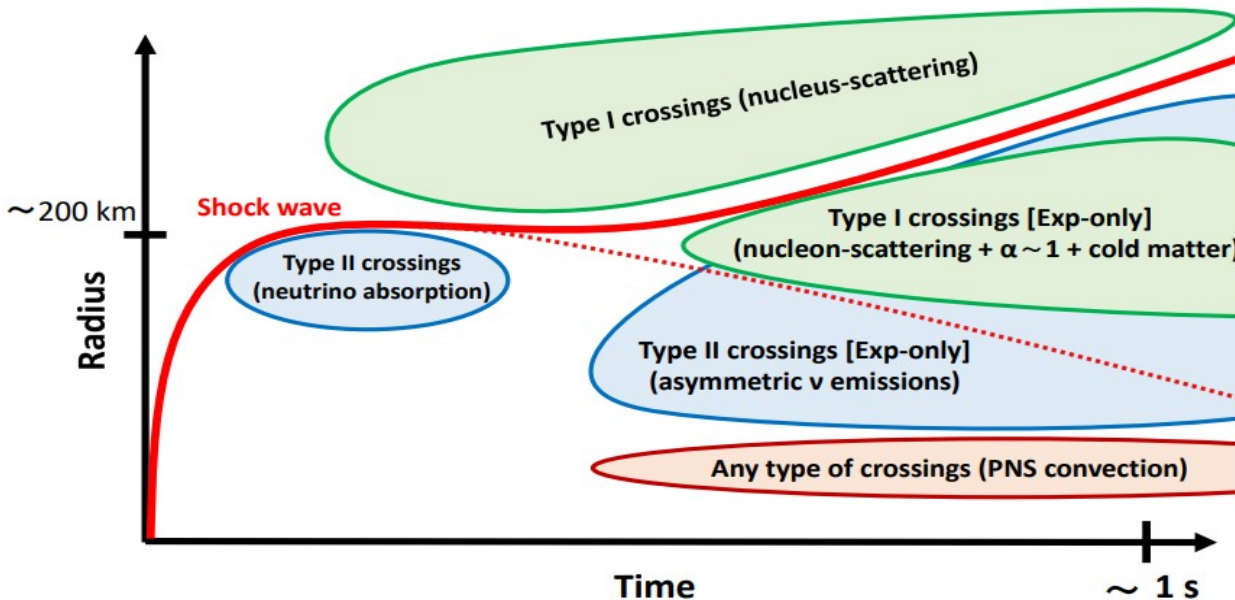 Type I crossings (nucleus-scattering)
~200 km
Shock wave
Type II crossings
(neutrino absorption)
Type I crossings [Exp-only]
(nucleon-scattering + α ~ 1 + cold matter)
Type II crossings [Exp-only]
(asymmetric ν emissions)
Any type of crossings (PNS convection)
Radius
Time
~ 1 s